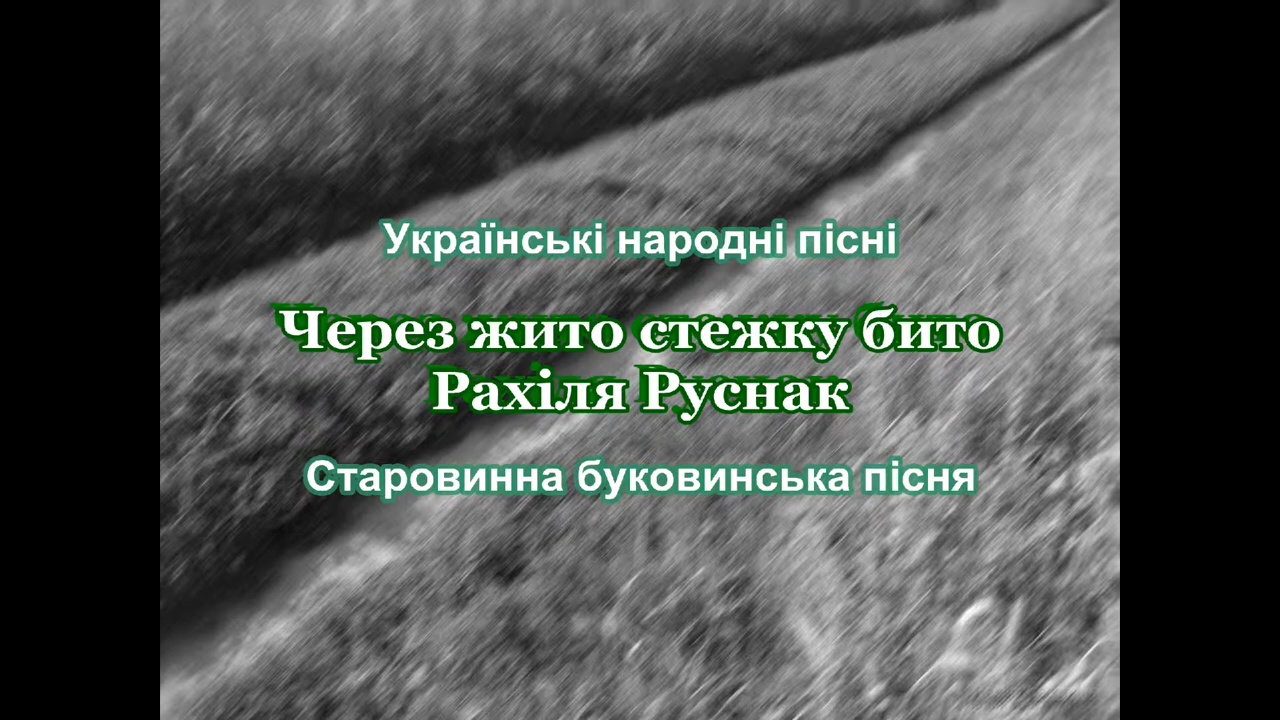 Українські народні пісні
Через жито стежку бито
Рахіля Руснак
Старовинна буковинська пісня